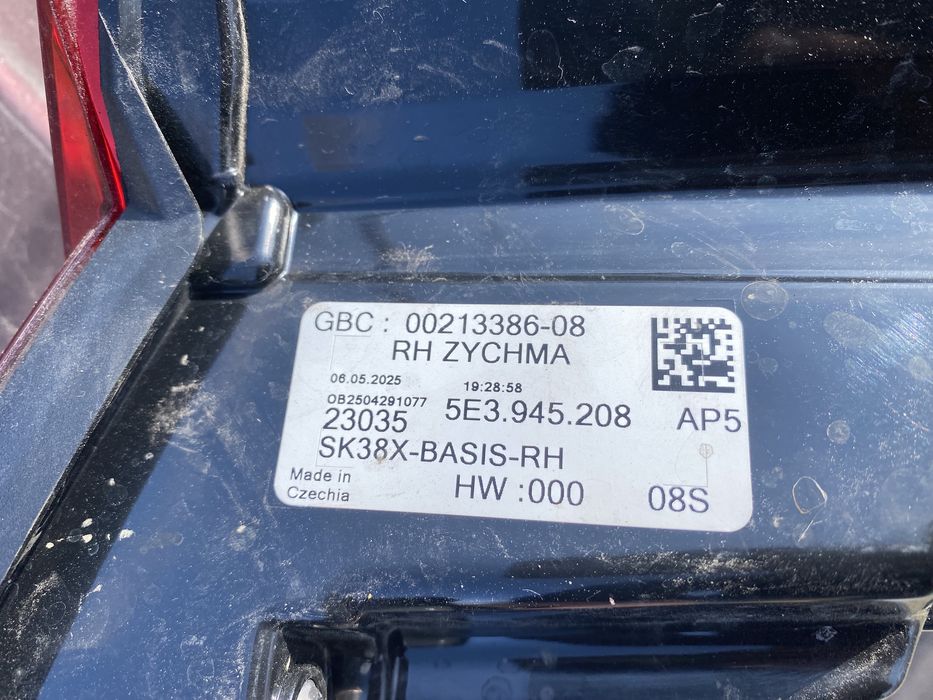 GBC : 00213386-08
RH ZYCHMA
06.05.2025 19:28:58
OB2504291077
23035 5E3.945.208 AP5
SK38X-BASIS-RH
Made in
Czechia
HW :000 08S